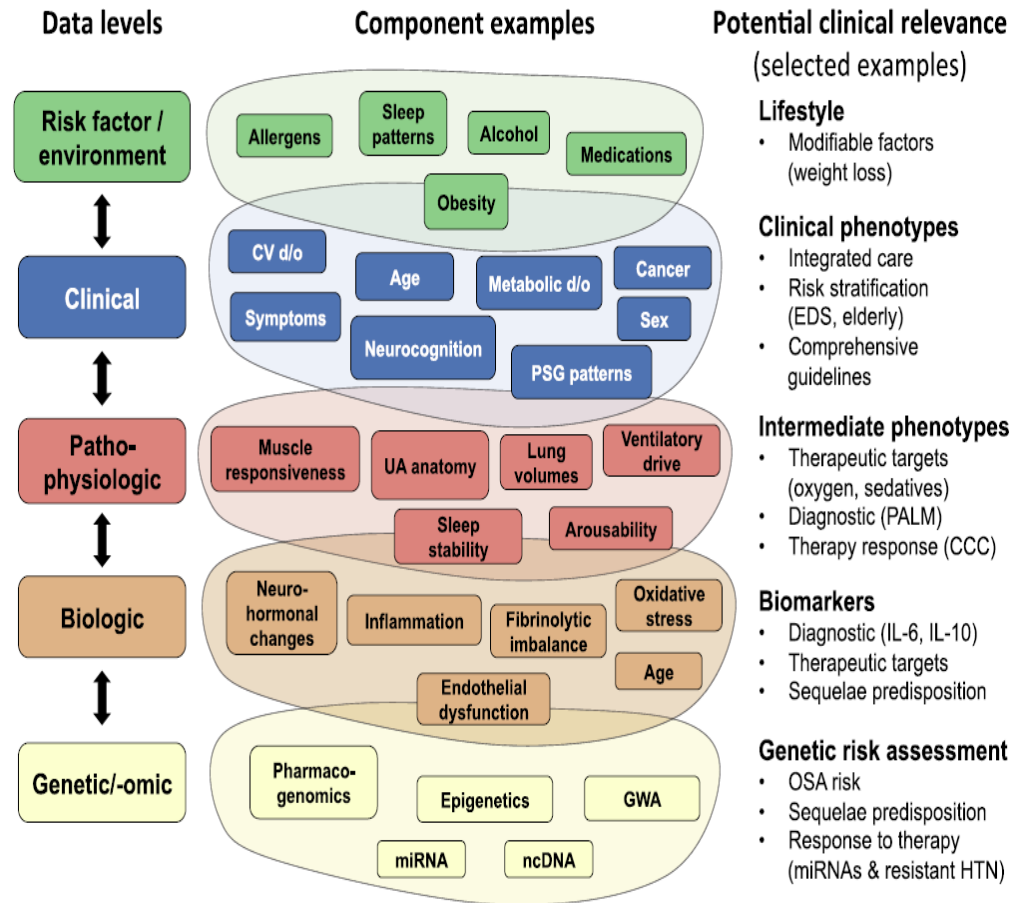 Data levels
Component examples
Potential clinical relevance
(selected examples)
Risk factor /
environment
Allergens
Sleep
patterns
Alcohol
Medications
Obesity
Lifestyle
• Modifiable factors
(weight loss)
Clinical
CV d/o
Age
Metabolic d/o
Cancer
Symptoms
Neurocognition
Sex
PSG patterns
Clinical phenotypes
• Integrated care
• Risk stratification
(EDS, elderly)
• Comprehensive
guidelines
Patho-
physiologic
Muscle
responsiveness
UA anatomy
Lung
volumes
Ventilatory
drive
Sleep
stability
Arousability
Intermediate phenotypes
• Therapeutic targets
(oxygen, sedatives)
• Diagnostic (PALM)
• Therapy response (CCC)
Biologic
Neuro-
hormonal
changes
Inflammation
Fibrinolytic
imbalance
Oxidative
stress
Age
Endothelial
dysfunction
Biomarkers
• Diagnostic (IL-6, IL-10)
• Therapeutic targets
• Sequelae predisposition
Genetic/-omic
Pharmaco-
genomics
Epigenetics
GWA
miRNA
ncDNA
Genetic risk assessment
• OSA risk
• Sequelae predisposition
• Response to therapy
(miRNAs & resistant HTN)